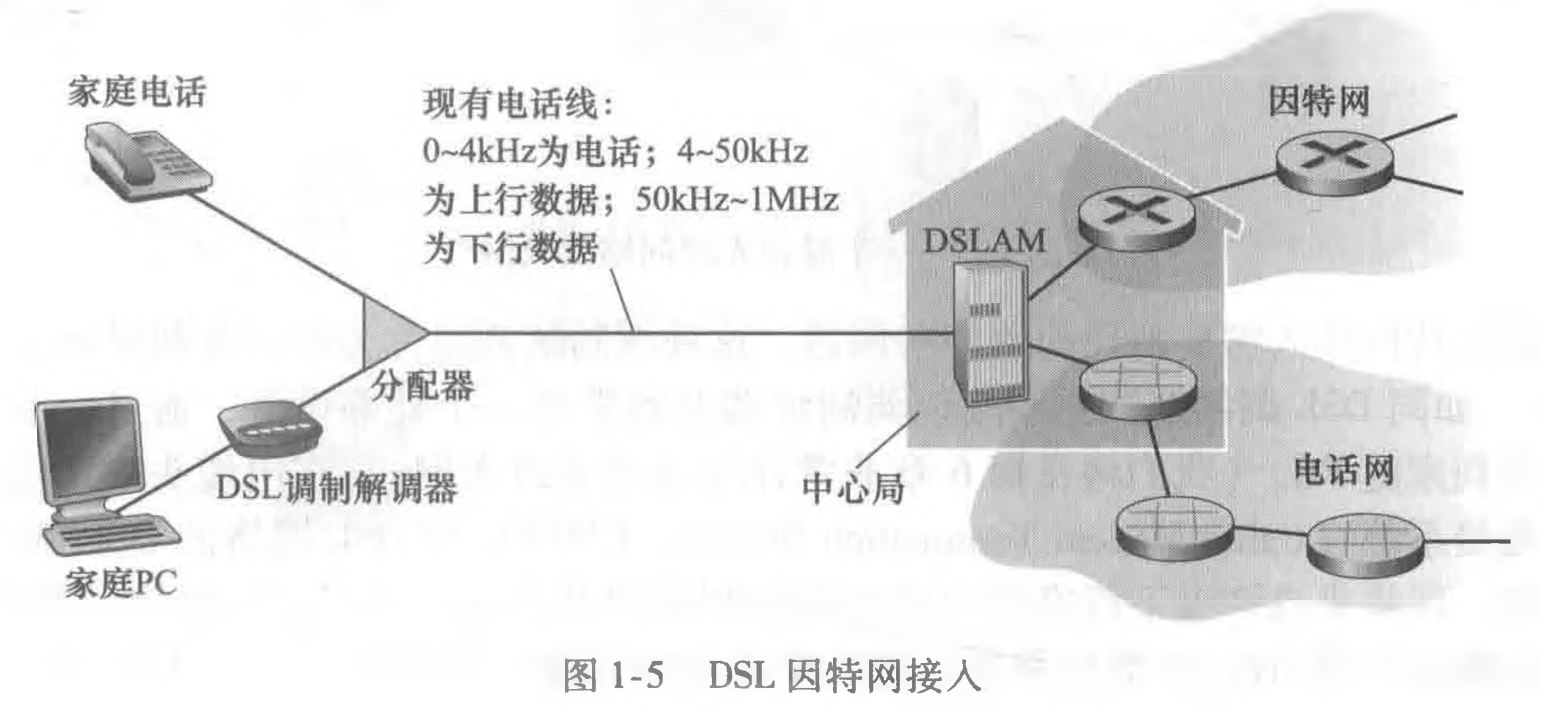 家庭电话
现有电话线：
0~4kHz为电话；4~50kHz
为上行数据；50kHz~1MHz
为下行数据
因特网
DSLAM
分配器
DSL调制解调器
中心局
电话网
家庭PC
图 1-5 DSL 因特网接入